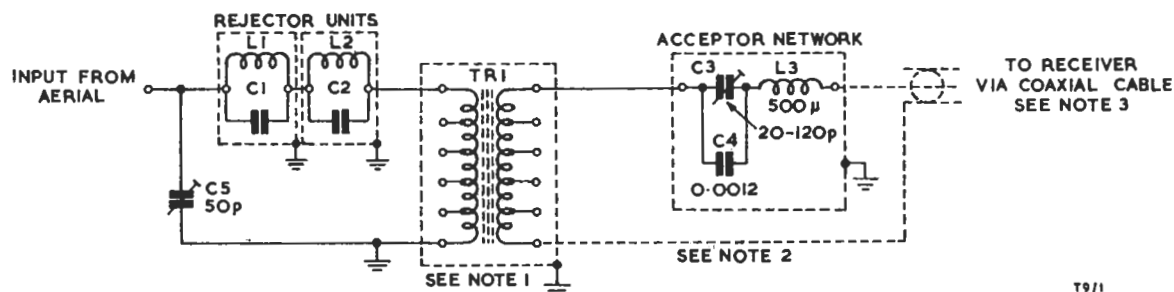 REJECTOR UNITS
L1
L2
C1
C2
INPUT FROM
AERIAL
C5
50p
TR1
SEE NOTE 1
ACCEPTOR NETWORK
C3
L3
500μ
20-120p
C4
0·0012
SEE NOTE 2
TO RECEIVER
VIA COAXIAL CABLE
SEE NOTE 3
T9/1